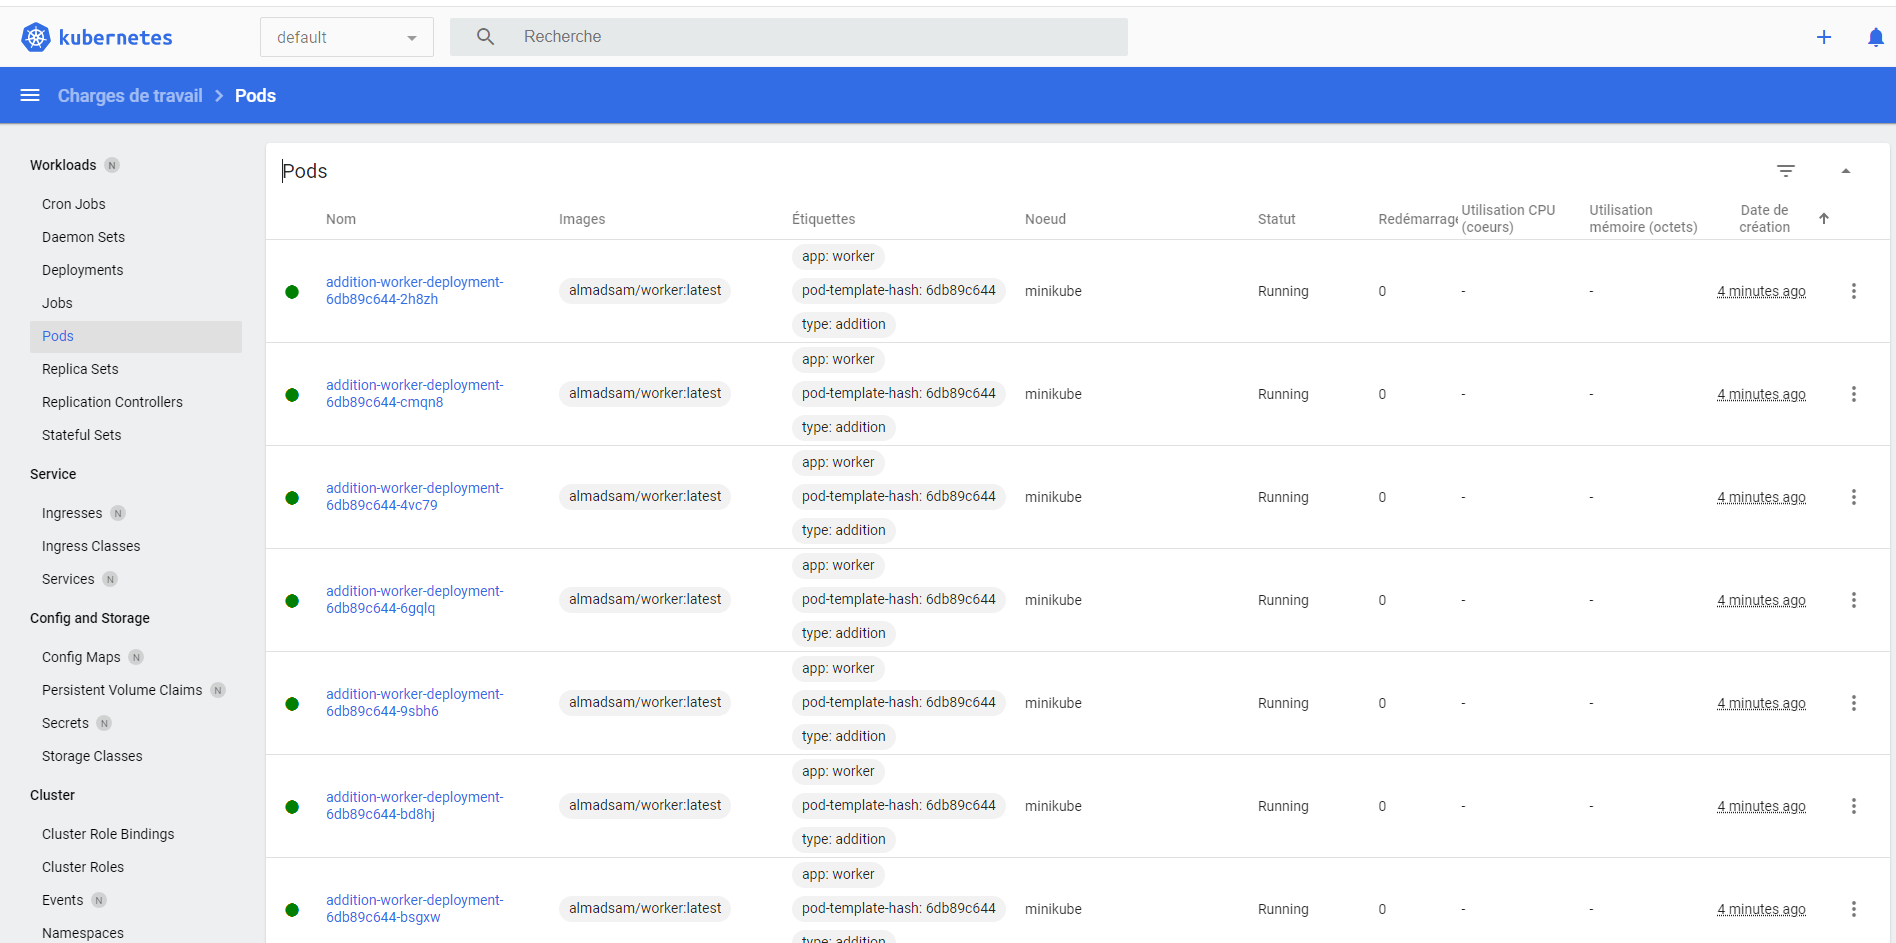 kubernetes
default
Recherche
Charges de travail
Pods
Workloads N
Cron Jobs
Daemon Sets
Deployments
Jobs
Pods
Replica Sets
Replication Controllers
Stateful Sets
Service
Ingresses N
Ingress Classes
Services N
Config and Storage
Config Maps N
Persistent Volume Claims N
Secrets N
Storage Classes
Cluster
Cluster Role Bindings
Cluster Roles
Events N
Namespaces
Pods
Nom
Images
Étiquettes
Noeud
Statut
Redémarrage
Utilisation CPU
(coeurs)
Utilisation
mémoire (octets)
Date de
création
addition-worker-deployment-
6db89c644-2h8zh
almadsam/worker:latest
app: worker
pod-template-hash: 6db89c644
type: addition
minikube
Running
0
-
-
4 minutes ago
addition-worker-deployment-
6db89c644-cmqn8
almadsam/worker:latest
app: worker
pod-template-hash: 6db89c644
type: addition
minikube
Running
0
-
-
4 minutes ago
addition-worker-deployment-
6db89c644-4vc79
almadsam/worker:latest
app: worker
pod-template-hash: 6db89c644
type: addition
minikube
Running
0
-
-
4 minutes ago
addition-worker-deployment-
6db89c644-6gqlq
almadsam/worker:latest
app: worker
pod-template-hash: 6db89c644
type: addition
minikube
Running
0
-
-
4 minutes ago
addition-worker-deployment-
6db89c644-9sbh6
almadsam/worker:latest
app: worker
pod-template-hash: 6db89c644
type: addition
minikube
Running
0
-
-
4 minutes ago
addition-worker-deployment-
6db89c644-bd8hj
almadsam/worker:latest
app: worker
pod-template-hash: 6db89c644
type: addition
minikube
Running
0
-
-
4 minutes ago
addition-worker-deployment-
6db89c644-bsgxw
almadsam/worker:latest
app: worker
pod-template-hash: 6db89c644
type: addition
minikube
Running
0
-
-
4 minutes ago